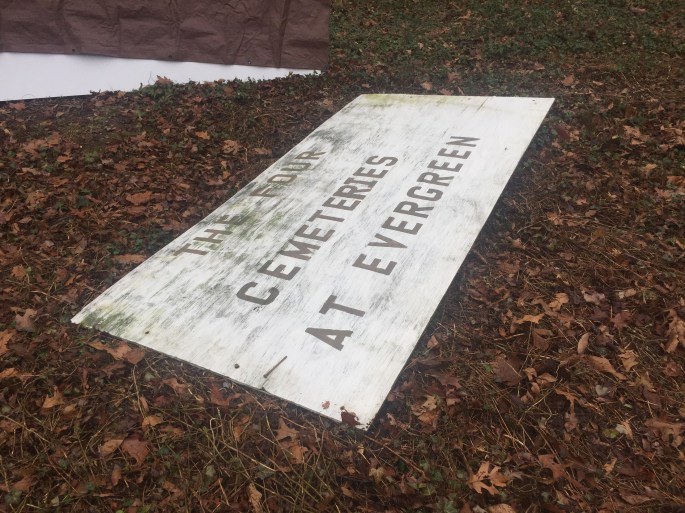 THE FOUR
CEMETERIES
AT EVERGREEN